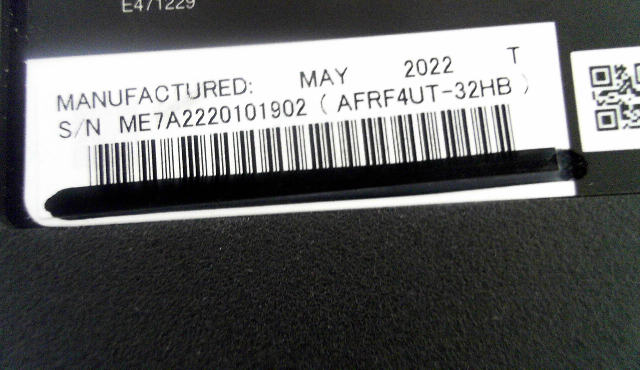 E471229
MANUFACTURED: MAY 2022 T
S/N ME7A2220101902 ( AFRF4UT-32HB )